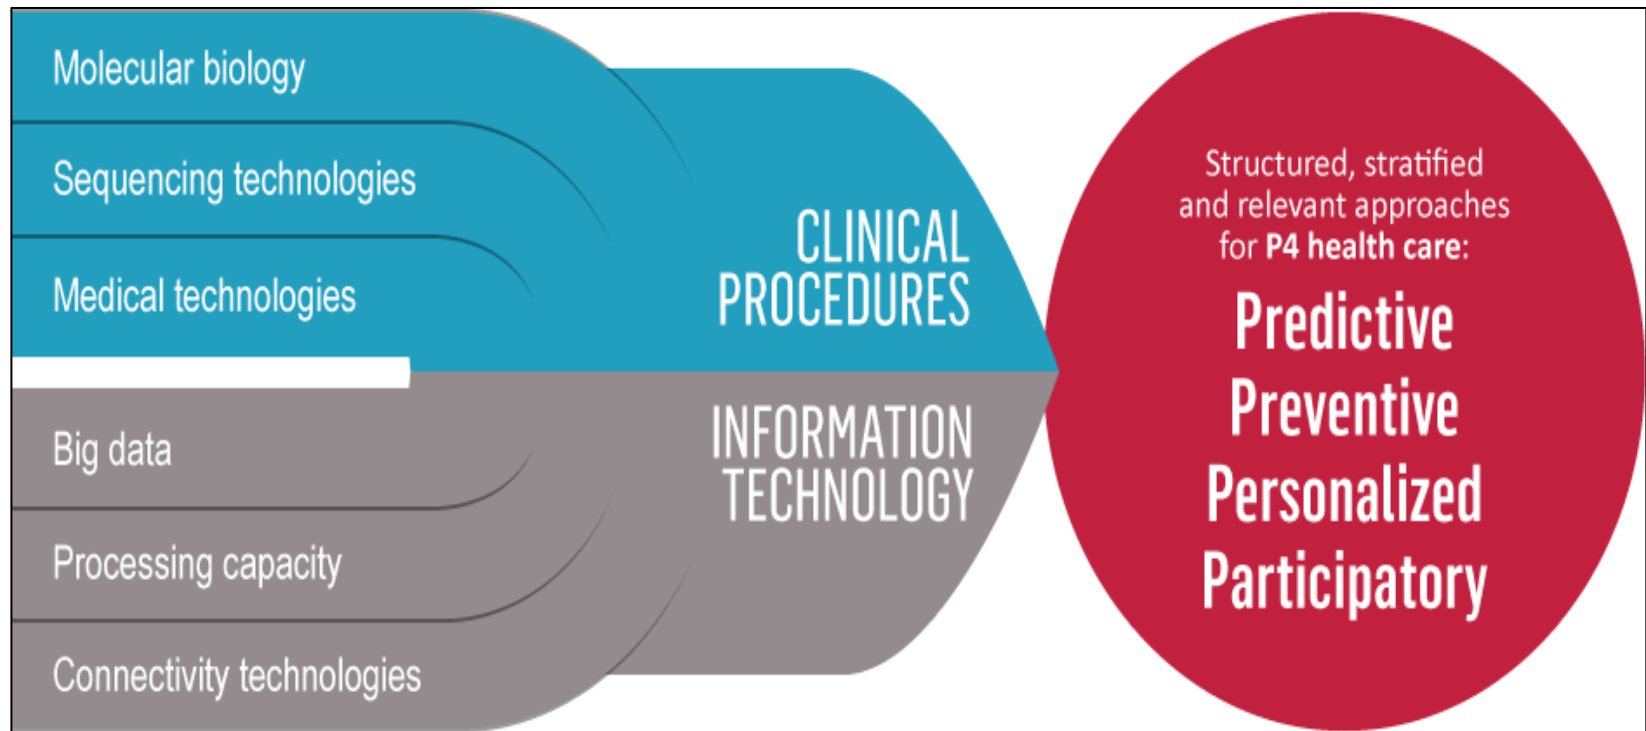 Molecular biology
Sequencing technologies
Medical technologies
CLINICAL
PROCEDURES
Big data
Processing capacity
Connectivity technologies
INFORMATION
TECHNOLOGY
Structured, stratified
and relevant approaches
for P4 health care:
Predictive
Preventive
Personalized
Participatory